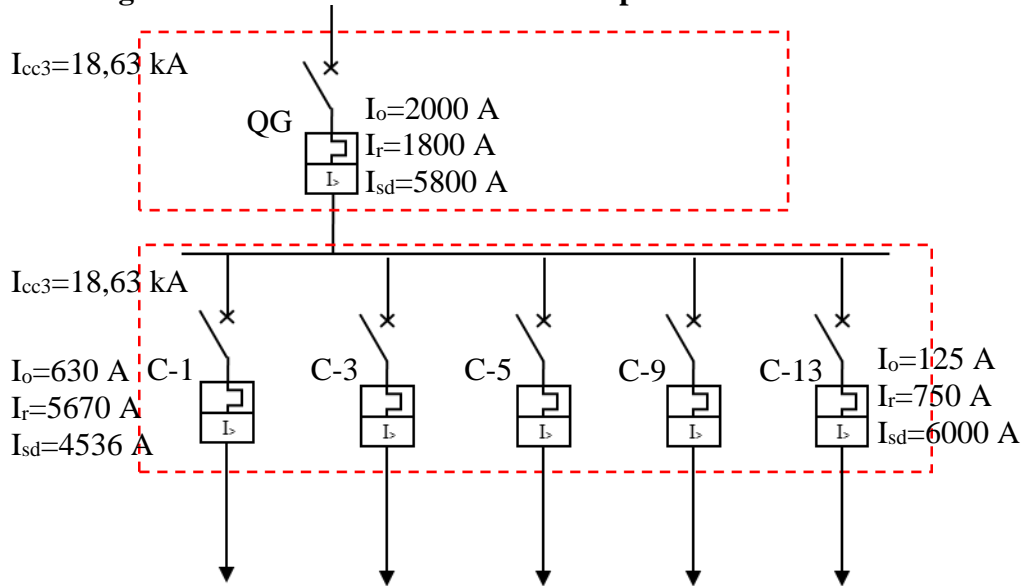 Icc3=18,63 kA
QG
Io=2000 A
Ir=1800 A
Isd=5800 A
I>
Icc3=18,63 kA
Io=630 A
Ir=5670 A
Isd=4536 A
C-1
C-3
C-5
C-9
C-13
Io=125 A
Ir=750 A
Isd=6000 A
I>
I>
I>
I>
I>